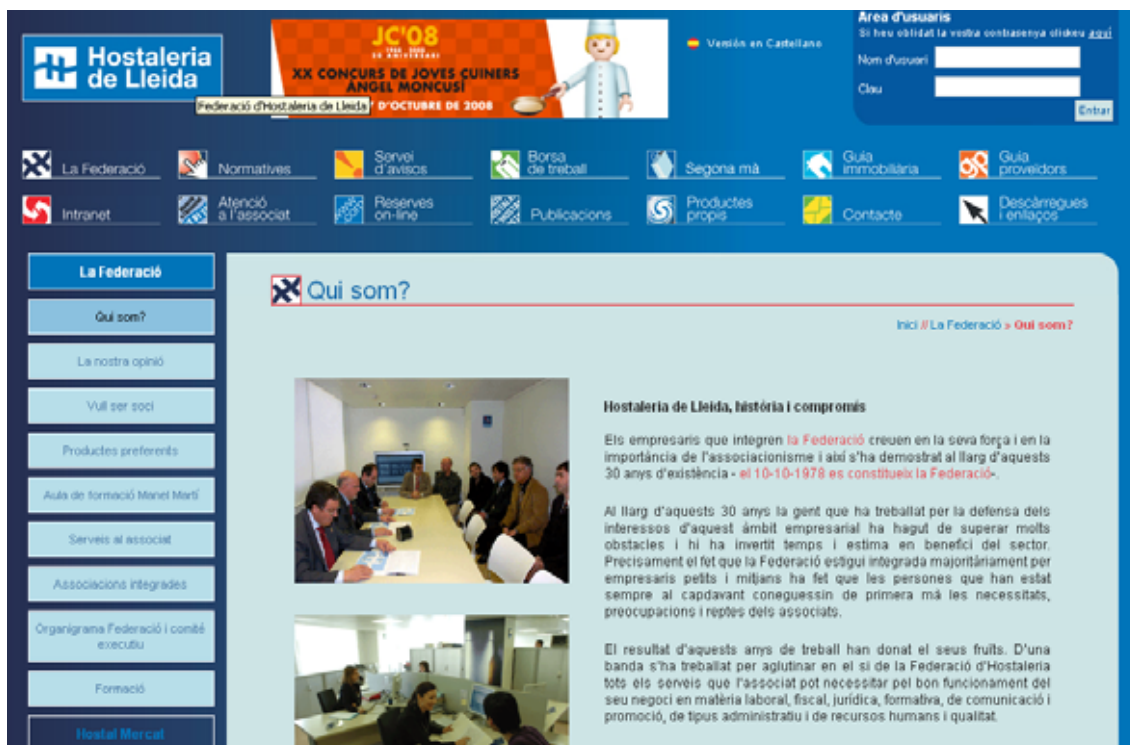 Hostaleria
de Lleida
JC'08
XX CONCURS DE JOVES CUINERS
ÀNGEL MONCUSÍ
D'OCTUBRE DE 2008
Federació d'Hostaleria de Lleida
Versión en Castellano
Area d'usuaris
Si heu oblidat la vostra contrasenya clickeu aquí
Nom d'usuari
Clau
Entrar
La Federació
Normatives
Servei
d'avisos
Borsa
de treball
Segona mà
Guia
immobiliària
Guia
proveïdors
Intranet
Atenció
a l'associat
Reserves
on-line
Publicacions
Productes
propis
Contacte
Descàrregues
i enllaços
La Federació
Qui som?
La nostra opinió
Vull ser soci
Productes preferents
Aula de formació Manel Martí
Serveis al associat
Associacions integrades
Organigrama Federació i comité
executiu
Formació
Hostal Mercat
Qui som?
Inici // La Federació » Qui som?
Hostaleria de Lleida, història i compromís
Els empresaris que integren la Federació creuen en la seva força i en la
importància de l'associacionisme i així s'ha demostrat al llarg d'aquests
30 anys d'existència - el 10-10-1978 es constitueix la Federació-.
Al llarg d'aquests 30 anys la gent que ha treballat per la defensa dels
interessos d'aquest àmbit empresarial ha hagut de superar molts
obstacles i hi ha invertit temps i estima en benefici del sector.
Precisament el fet que la Federació estigui integrada majoritàriament per
empresaris petits i mitjans ha fet que les persones que han estat
sempre al capdavant coneguessin de primera mà les necessitats,
preocupacions i reptes dels associats.
El resultat d'aquests anys de treball han donat el seus fruits. D'una
banda s'ha treballat per aglutinar en el si de la Federació d'Hostaleria
tots els serveis que l'associat pot necessitar pel bon funcionament del
seu negoci en matèria laboral, fiscal, jurídica, formativa, de comunicació i
promoció, de tipus administratiu i de recursos humans i qualitat.